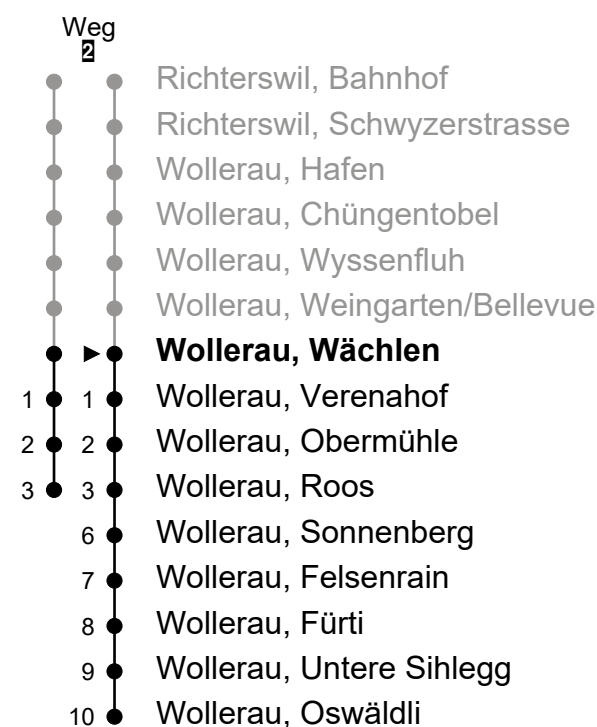 Weg
2
Richterswil, Bahnhof
Richterswil, Schwyzerstrasse
Wollerau, Hafen
Wollerau, Chüngentobel
Wollerau, Wyssenfluh
Wollerau, Weingarten/Bellevue
Wollerau, Wächlen
1 1 Wollerau, Verenahof
2 2 Wollerau, Obermühle
3 3 Wollerau, Roos
6 Wollerau, Sonnenberg
7 Wollerau, Felsenrain
8 Wollerau, Fürti
9 Wollerau, Untere Sihlegg
10 Wollerau, Oswäldli